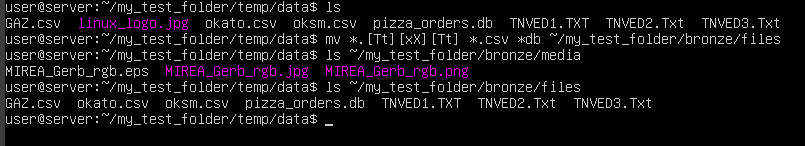 user@server:~/my_test_folder/temp/data$ ls
GAZ.csv linux_logo.jpg okato.csv oksm.csv pizza_orders.db TNVED1.TXT TNVED2.Txt TNVED3.Txt
user@server:~/my_test_folder/temp/data$ mv *.[Tt][xX][Tt] *.csv *db ~/my_test_folder/bronze/files
user@server:~/my_test_folder/temp/data$ ls ~/my_test_folder/bronze/media
MIREA_Gerb_rgb.eps MIREA_Gerb_rgb.jpg MIREA_Gerb_rgb.png
user@server:~/my_test_folder/temp/data$ ls ~/my_test_folder/bronze/files
GAZ.csv okato.csv oksm.csv pizza_orders.db TNVED1.TXT TNVED2.Txt TNVED3.Txt
user@server:~/my_test_folder/temp/data$ _